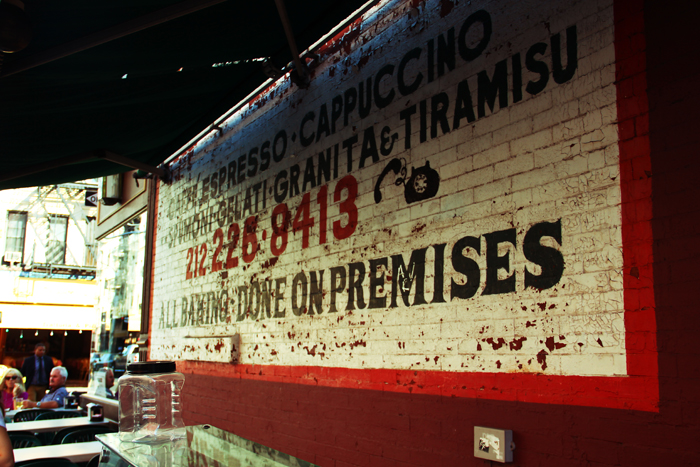 ESPRESSO · CAPPUCCINO
GELATI · GRANITA & TIRAMISU
212·226·8413
ALL BAKING · DONE ON PREMISES